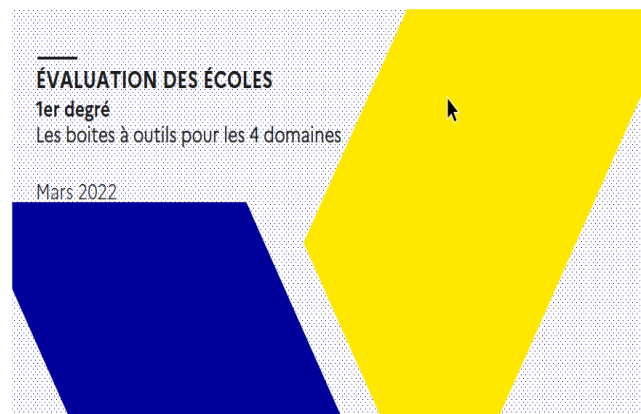 ÉVALUATION DES ÉCOLES
1er degré
Les boites à outils pour les 4 domaines
Mars 2022